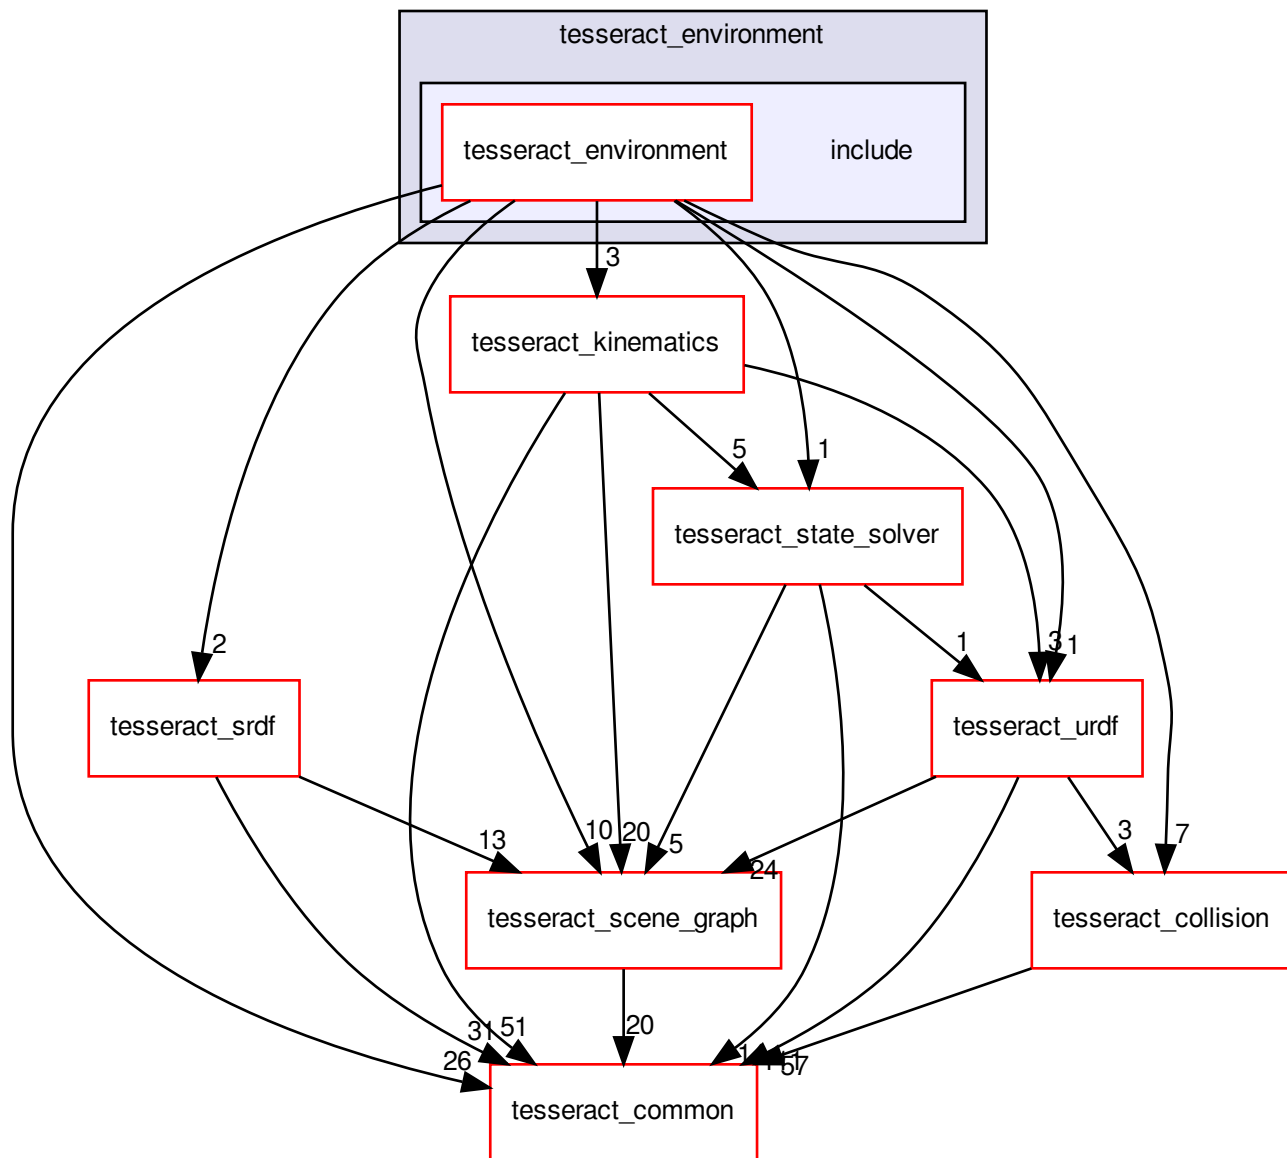 tesseract_environment
tesseract_environment
include
3
tesseract_kinematics
5
1
tesseract_state_solver
2
1
3
1
tesseract_srdf
tesseract_urdf
13
10
20
5
24
3
7
tesseract_scene_graph
tesseract_collision
26
31
51
20
57
tesseract_common